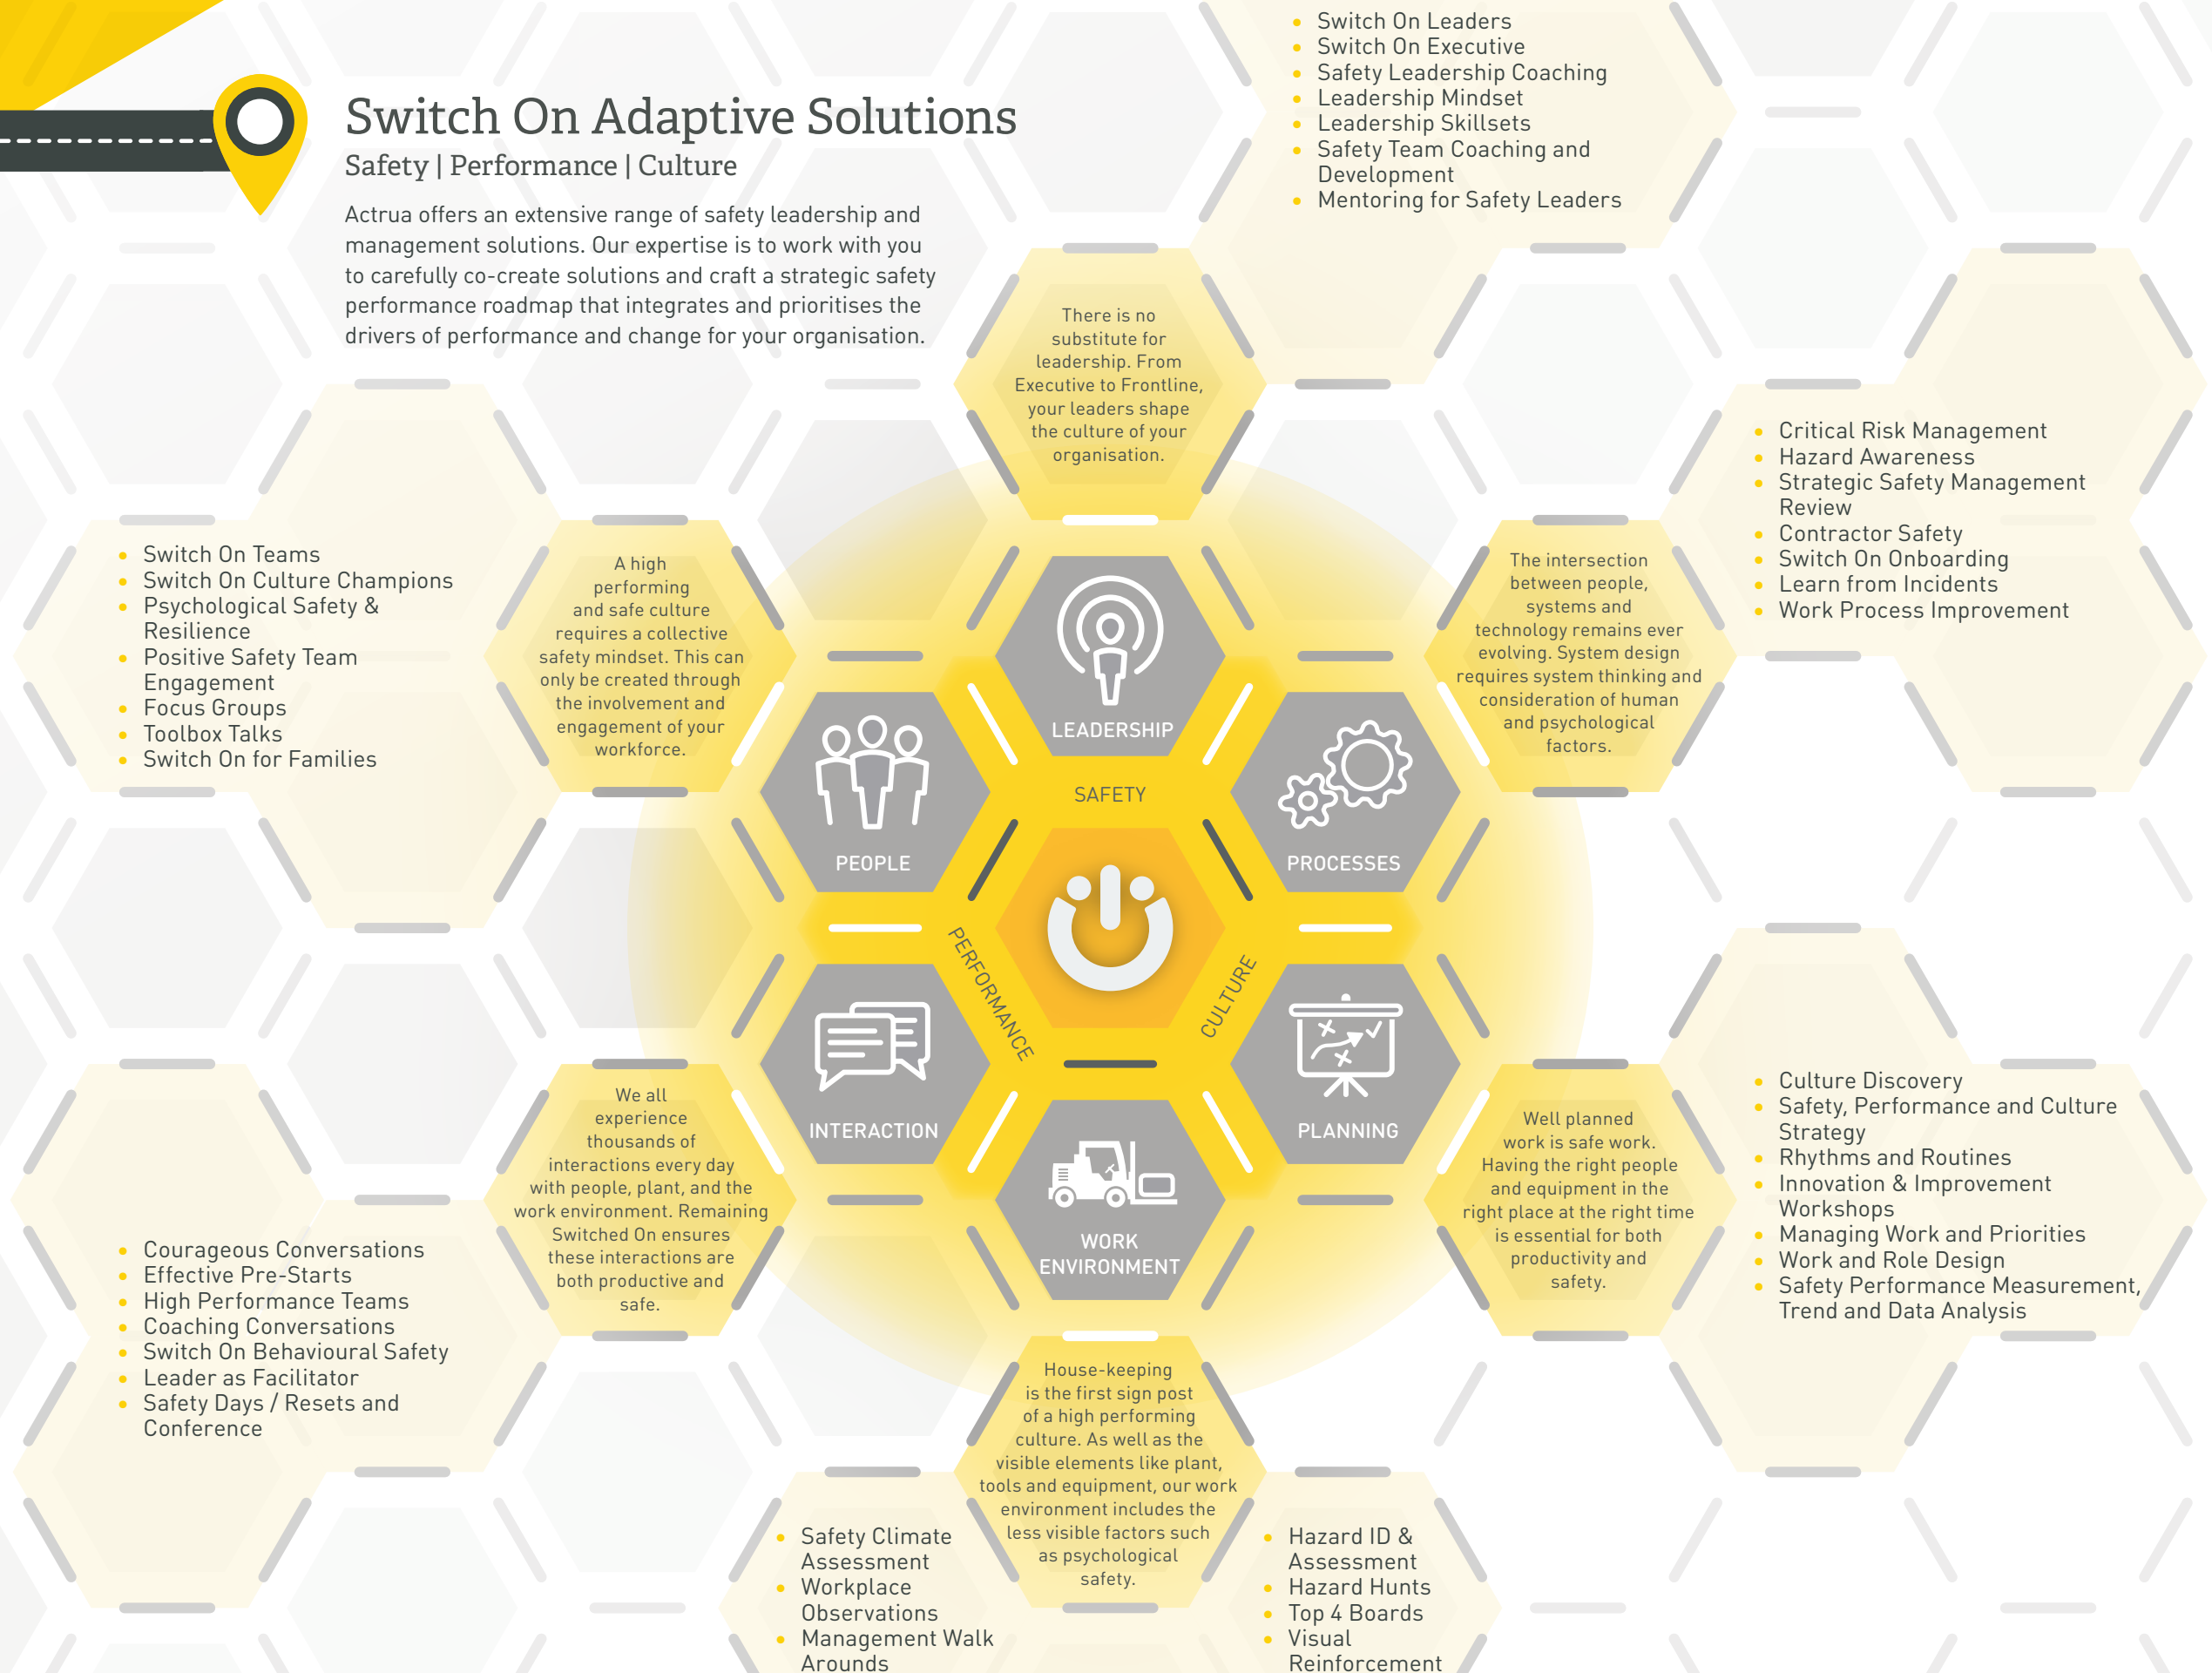 Switch On Adaptive Solutions
Safety | Performance | Culture
Actrua offers an extensive range of safety leadership and
management solutions. Our expertise is to work with you
to carefully co-create solutions and craft a strategic safety
performance roadmap that integrates and prioritises the
drivers of performance and change for your organisation.
• Switch On Leaders
• Switch On Executive
• Safety Leadership Coaching
• Leadership Mindset
• Leadership Skillsets
• Safety Team Coaching and
Development
• Mentoring for Safety Leaders
There is no
substitute for
leadership. From
Executive to Frontline,
your leaders shape
the culture of your
organisation.
• Critical Risk Management
• Hazard Awareness
• Strategic Safety Management
Review
• Contractor Safety
• Switch On Onboarding
• Learn from Incidents
• Work Process Improvement
• Switch On Teams
• Switch On Culture Champions
• Psychological Safety &
Resilience
• Positive Safety Team
Engagement
• Focus Groups
• Toolbox Talks
• Switch On for Families
A high
performing
and safe culture
requires a collective
safety mindset. This can
only be created through
the involvement and
engagement of your
workforce.
The intersection
between people,
systems and
technology remains ever
evolving. System design
requires system thinking and
consideration of human
and psychological
factors.
LEADERSHIP
SAFETY
PEOPLE
PROCESSES
PERFORMANCE
CULTURE
INTERACTION
PLANNING
WORK
ENVIRONMENT
We all
experience
thousands of
interactions every day
with people, plant, and the
work environment. Remaining
Switched On ensures
these interactions are
both productive and
safe.
Well planned
work is safe work.
Having the right people
and equipment in the
right place at the right time
is essential for both
productivity and
safety.
• Culture Discovery
• Safety, Performance and Culture
Strategy
• Rhythms and Routines
• Innovation & Improvement
Workshops
• Managing Work and Priorities
• Work and Role Design
• Safety Performance Measurement,
Trend and Data Analysis
• Courageous Conversations
• Effective Pre-Starts
• High Performance Teams
• Coaching Conversations
• Switch On Behavioural Safety
• Leader as Facilitator
• Safety Days / Resets and
Conference
House-keeping
is the first sign post
of a high performing
culture. As well as the
visible elements like plant,
tools and equipment, our work
environment includes the
less visible factors such
as psychological
safety.
• Safety Climate
Assessment
• Workplace
Observations
• Management Walk
Arounds
• Hazard ID &
Assessment
• Hazard Hunts
• Top 4 Boards
• Visual
Reinforcement